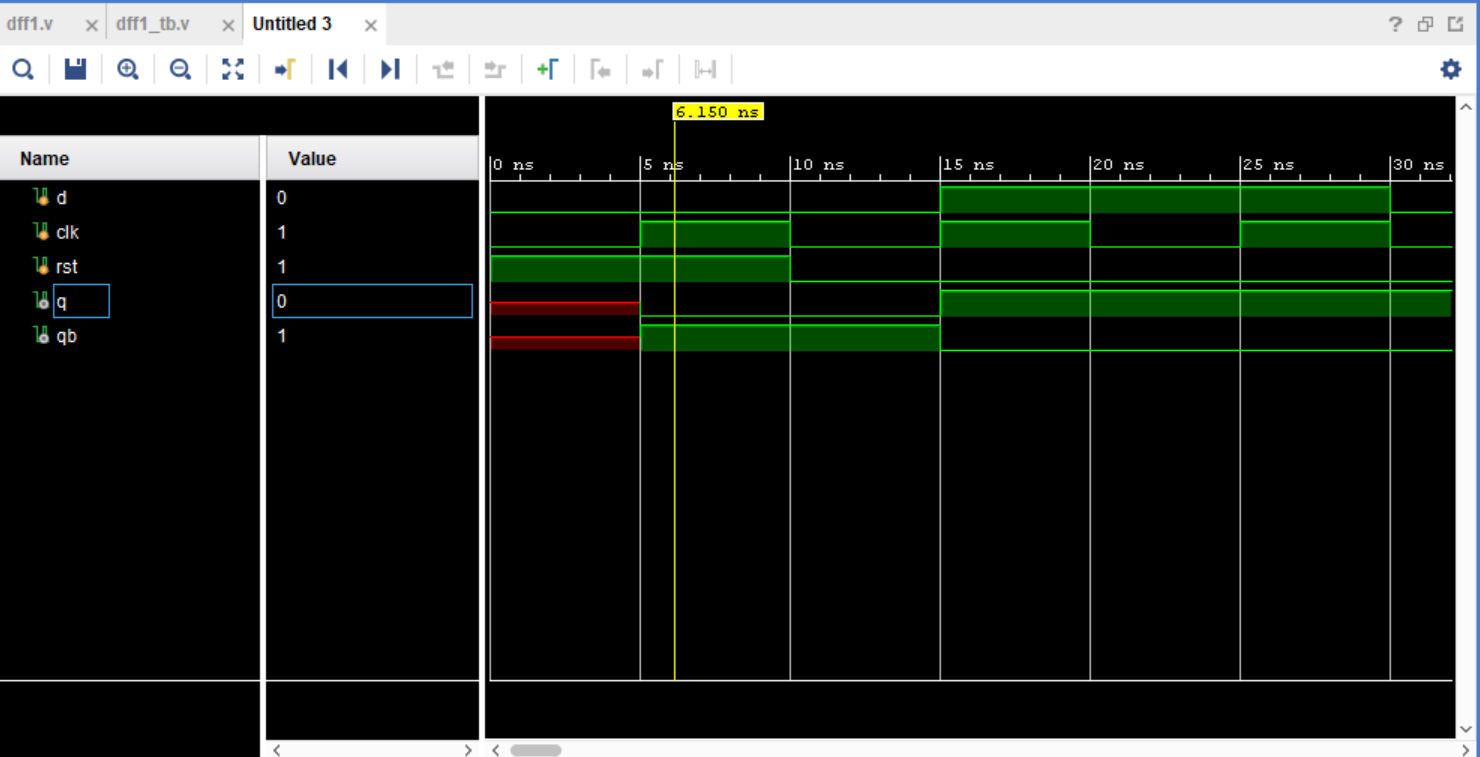 dff1.v dff1_tb.v Untitled 3
6.150 ns
Name Value
0 ns 5 ns 10 ns 15 ns 20 ns 25 ns 30 ns
d 0
clk 1
rst 1
q 0
qb 1